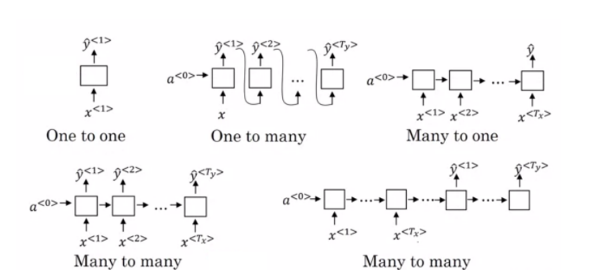 ŷ<1>
x<1>
One to one
ŷ<1> ŷ<2> ŷ<Ty>
a<0> ...
x
One to many
ŷ
a<0> ...
x<1> x<2> x<Tx>
Many to one
ŷ<1> ŷ<2> ŷ<Ty>
a<0> ...
x<1> x<2> x<Tx>
Many to many
ŷ<1> ŷ<Ty>
a<0> ... ... ...
x<1> x<Tx>
Many to many